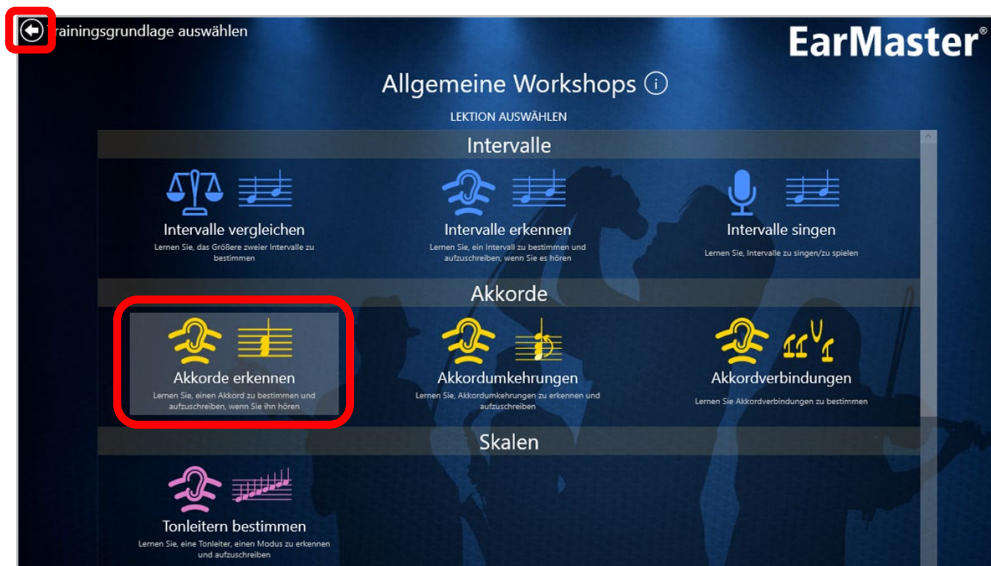 Trainingsgrundlage auswählen
EarMaster®
Allgemeine Workshops
LEKTION AUSWÄHLEN
Intervalle
Intervalle vergleichen
Lernen Sie, das Größere zweier Intervalle zu
bestimmen
Intervalle erkennen
Lernen Sie, ein Intervall zu bestimmen und
aufzuschreiben, wenn Sie es hören
Intervalle singen
Lernen Sie, Intervalle zu singen/zu spielen
Akkorde
Akkorde erkennen
Lernen Sie, einen Akkord zu bestimmen und
aufzuschreiben, wenn Sie ihn hören
Akkordumkehrungen
Lernen Sie, Akkordumkehrungen zu erkennen und
aufzuschreiben
Akkordverbindungen
Lernen Sie Akkordverbindungen zu bestimmen
Skalen
Tonleitern bestimmen
Lernen Sie, eine Tonleiter, einen Modus zu erkennen
und aufzuschreiben